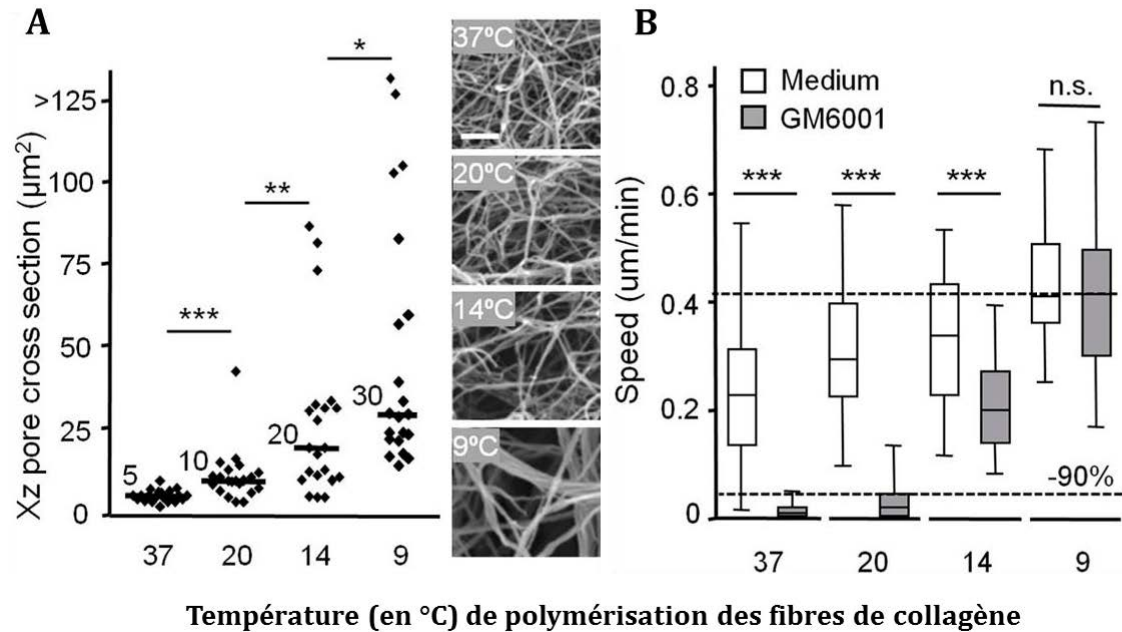 A
Xz pore cross section (µm²)
>125
100
75
50
25
0
***
**
*
5
10
20
30
37
20
14
9
37ºC
20ºC
14ºC
9ºC
B
Speed (um/min)
0.8
0.6
0.4
0.2
0
Medium
GM6001
***
***
***
n.s.
-90%
37
20
14
9
Température (en °C) de polymérisation des fibres de collagène